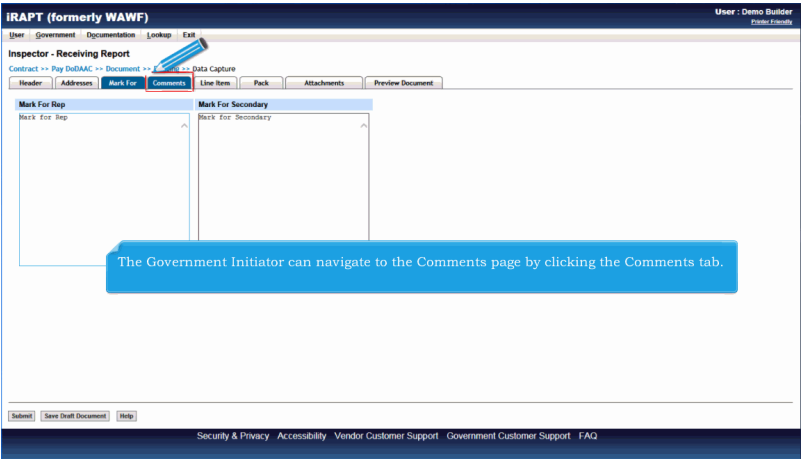 iRAPT (formerly WAWF)
User : Demo Builder
Printer Friendly
User Government Documentation Lookup Exit
Inspector - Receiving Report
Contract >> Pay DoDAAC >> Document >> >> Data Capture
Header Addresses Mark For Comments Line Item Pack Attachments Preview Document
Mark For Rep Mark For Secondary
Mark for Rep Mark for Secondary
The Government Initiator can navigate to the Comments page by clicking the Comments tab.
Submit Save Draft Document Help
Security & Privacy Accessibility Vendor Customer Support Government Customer Support FAQ